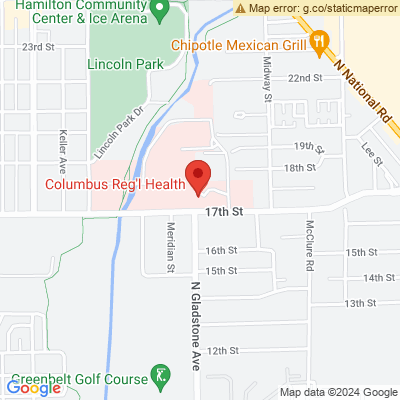 Hamilton Community
Center & Ice Arena
Map error: g.co/staticmaperror
23rd St
Chipotle Mexican Grill
N National Rd
Lincoln Park
22nd St
Midway St
Lincoln Park Dr
Keller Ave
19th St
Lee St
18th St
Columbus Reg'l Health
17th St
Meridian St
McClure Rd
16th St
15th St
15th St
14th St
N Gladstone Ave
13th St
12th St
Greenbelt Golf Course
Google
Map data ©2024 Google